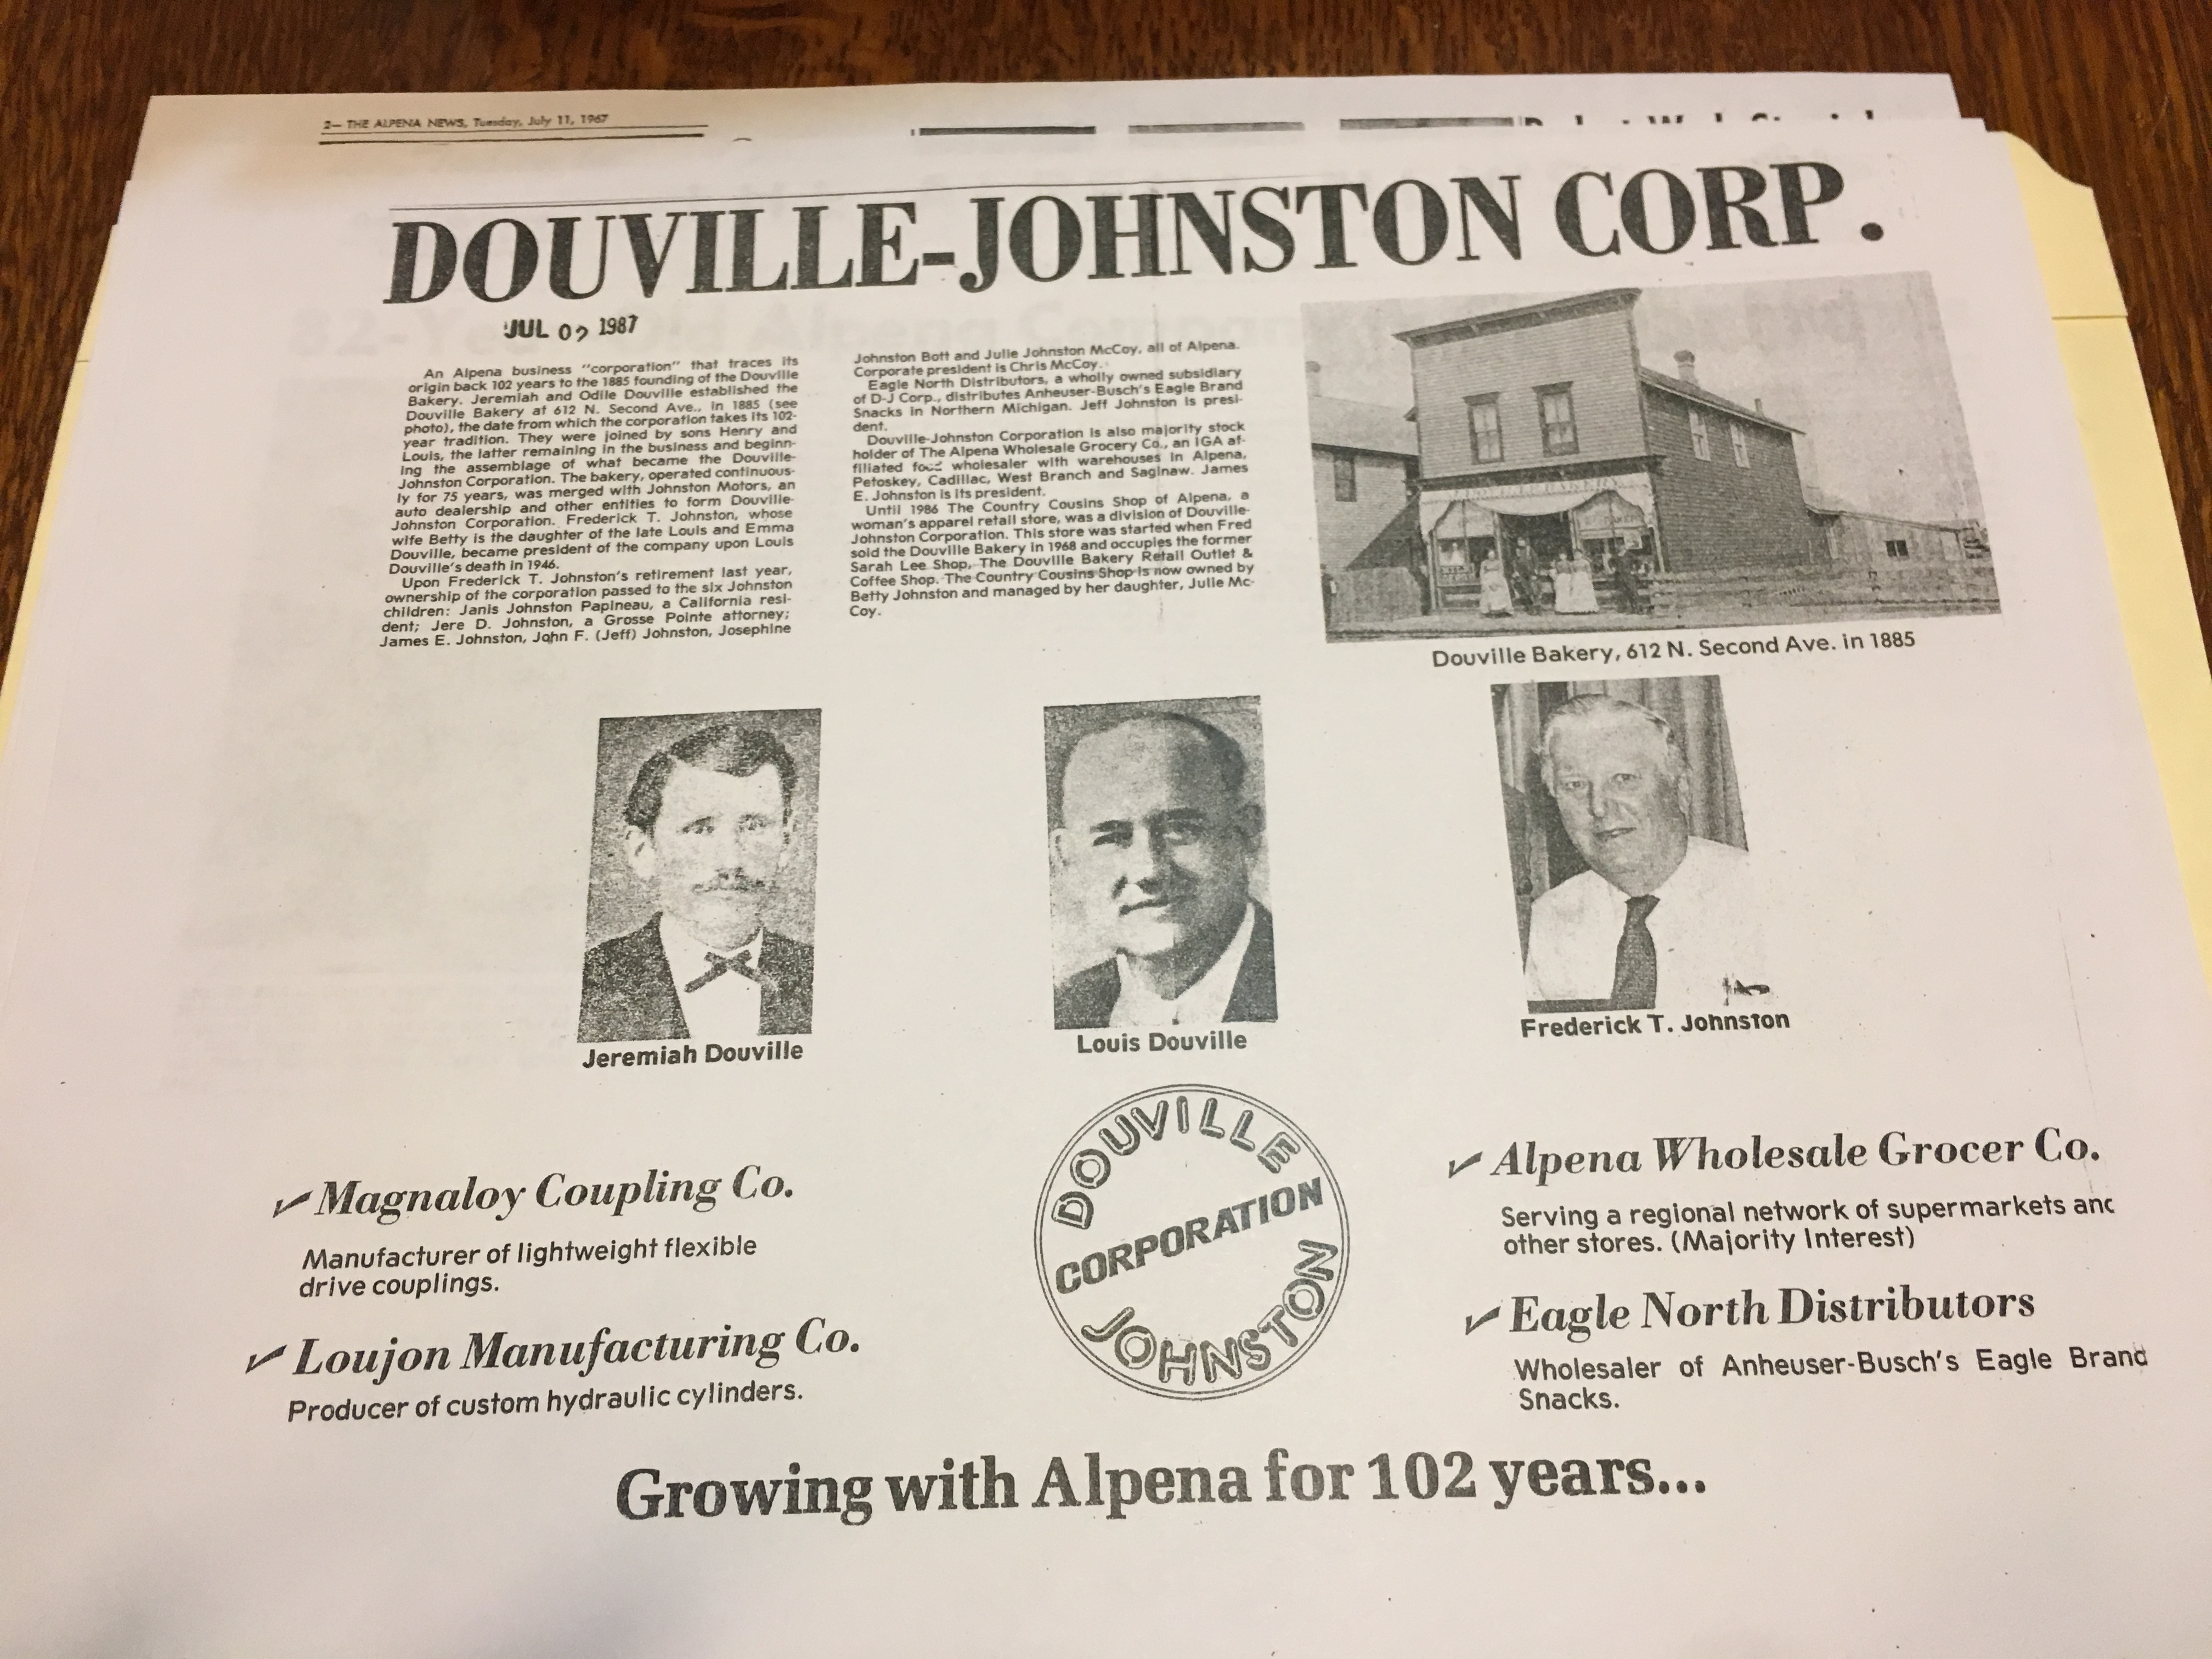 2— THE ALPENA NEWS, Tuesday, July 11, 1967
DOUVILLE-JOHNSTON CORP.
JUL 02 1987
An Alpena business "corporation" that traces its
origin back 102 years to the 1885 founding of the Douville
Bakery. Jeremiah and Odile Douville established the
Douville Bakery at 612 N. Second Ave., in 1885 (see
photo), the date from which the corporation takes its 102-
year tradition. They were joined by sons Henry and
Louis, the latter remaining in the business and beginn-
ing the assemblage of what became the Douville-
Johnston Corporation. The bakery, operated continuous-
ly for 75 years, was merged with Johnston Motors, an
auto dealership and other entities to form Douville-
Johnston Corporation. Frederick T. Johnston, whose
wife Betty is the daughter of the late Louis and Emma
Douville, became president of the company upon Louis
Douville's death in 1946.
Upon Frederick T. Johnston's retirement last year,
ownership of the corporation passed to the six Johnston
children: Janis Johnston Papineau, a California resi-
dent; Jere D. Johnston, a Grosse Pointe attorney;
James E. Johnston, John F. (Jeff) Johnston, Josephine
Johnston Bott and Julie Johnston McCoy, all of Alpena.
Corporate president is Chris McCoy.
Eagle North Distributors, a wholly owned subsidiary
of D-J Corp., distributes Anheuser-Busch's Eagle Brand
Snacks in Northern Michigan. Jeff Johnston is presi-
dent.
Douville-Johnston Corporation is also majority stock
holder of The Alpena Wholesale Grocery Co., an IGA af-
filiated food wholesaler with warehouses in Alpena,
Petoskey, Cadillac, West Branch and Saginaw. James
E. Johnston is its president.
Until 1986 The Country Cousins Shop of Alpena, a
woman's apparel retail store, was a division of Douville-
Johnston Corporation. This store was started when Fred
sold the Douville Bakery in 1968 and occupies the former
Sarah Lee Shop, The Douville Bakery Retail Outlet &
Coffee Shop. The Country Cousins Shop is now owned by
Betty Johnston and managed by her daughter, Julie Mc-
Coy.
Douville Bakery, 612 N. Second Ave. in 1885
Jeremiah Douville
Louis Douville
Frederick T. Johnston
Magnaloy Coupling Co.
Manufacturer of lightweight flexible
drive couplings.
Loujon Manufacturing Co.
Producer of custom hydraulic cylinders.
DOUVILLE
CORPORATION
JOHNSTON
Alpena Wholesale Grocer Co.
Serving a regional network of supermarkets and
other stores. (Majority Interest)
Eagle North Distributors
Wholesaler of Anheuser-Busch's Eagle Brand
Snacks.
Growing with Alpena for 102 years...